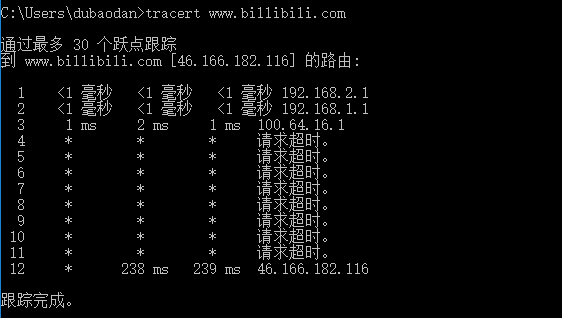 C:\Users\dubaodan>tracert www.billibili.com
通过最多 30 个跃点跟踪
到 www.billibili.com [46.166.182.116] 的路由:
1 <1 毫秒 <1 毫秒 <1 毫秒 192.168.2.1
2 <1 毫秒 <1 毫秒 <1 毫秒 192.168.1.1
3 1 ms 2 ms 1 ms 100.64.16.1
4 * * * 请求超时。
5 * * * 请求超时。
6 * * * 请求超时。
7 * * * 请求超时。
8 * * * 请求超时。
9 * * * 请求超时。
10 * * * 请求超时。
11 * * * 请求超时。
12 * 238 ms 239 ms 46.166.182.116
跟踪完成。